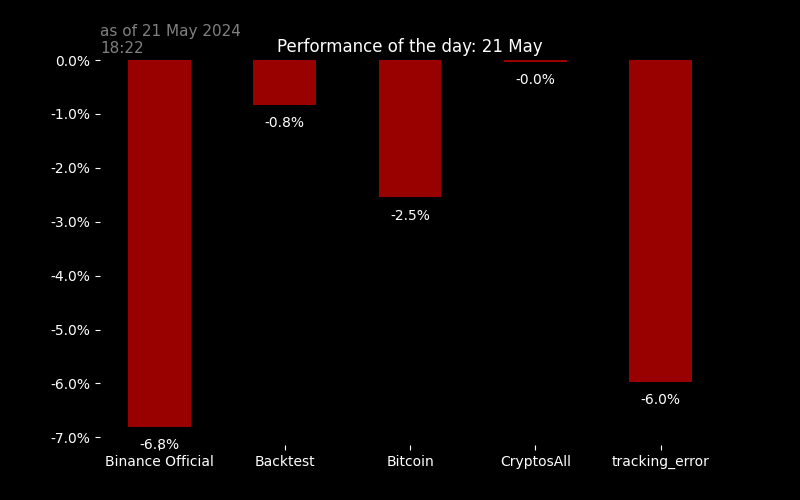 as of 21 May 2024
18:22
Performance of the day: 21 May
0.0%
-1.0%
-2.0%
-3.0%
-4.0%
-5.0%
-6.0%
-7.0%
-6.8%
-0.8%
-2.5%
-0.0%
-6.0%
Binance Official
Backtest
Bitcoin
CryptosAll
tracking_error